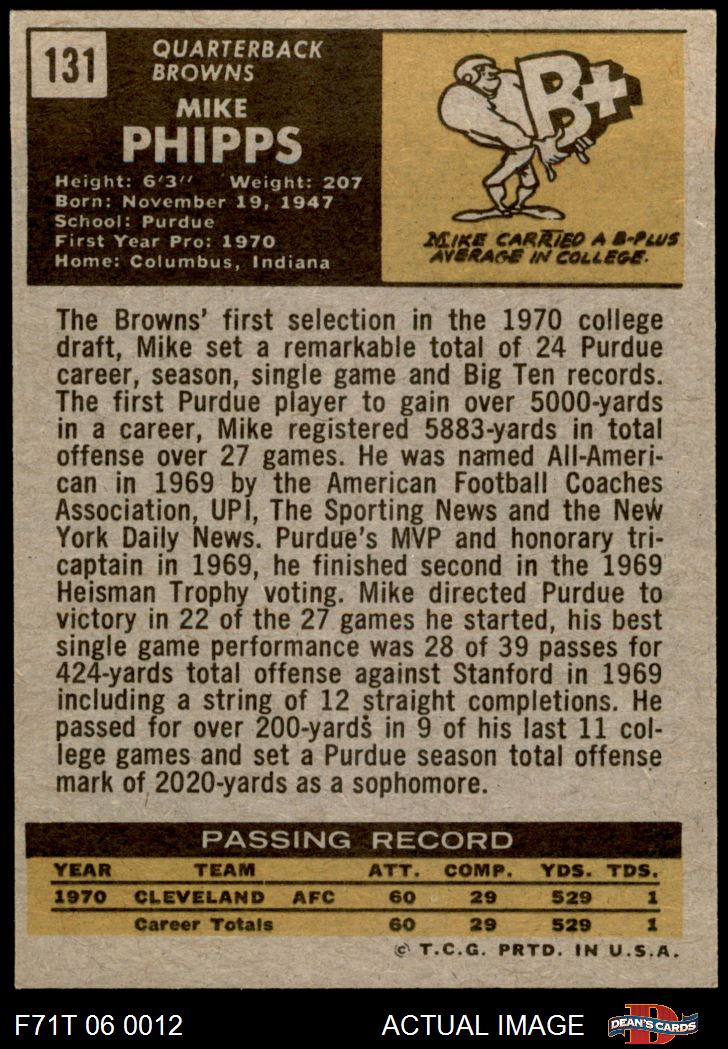 131
QUARTERBACK
BROWNS
MIKE
PHIPPS
Height: 6'3'' Weight: 207
Born: November 19, 1947
School: Purdue
First Year Pro: 1970
Home: Columbus, Indiana
B+
MIKE CARRIED A B-PLUS
AVERAGE IN COLLEGE.
The Browns' first selection in the 1970 college
draft, Mike set a remarkable total of 24 Purdue
career, season, single game and Big Ten records.
The first Purdue player to gain over 5000-yards
in a career, Mike registered 5883-yards in total
offense over 27 games. He was named All-Ameri-
can in 1969 by the American Football Coaches
Association, UPI, The Sporting News and the New
York Daily News. Purdue's MVP and honorary tri-
captain in 1969, he finished second in the 1969
Heisman Trophy voting. Mike directed Purdue to
victory in 22 of the 27 games he started, his best
single game performance was 28 of 39 passes for
424-yards total offense against Stanford in 1969
including a string of 12 straight completions. He
passed for over 200-yards in 9 of his last 11 col-
lege games and set a Purdue season total offense
mark of 2020-yards as a sophomore.
PASSING RECORD
YEAR TEAM ATT. COMP. YDS. TDS.
1970 CLEVELAND AFC 60 29 529 1
Career Totals 60 29 529 1
© T.C.G. PRTD. IN U.S.A.
F71T 06 0012 ACTUAL IMAGE D DEAN'S CARDS